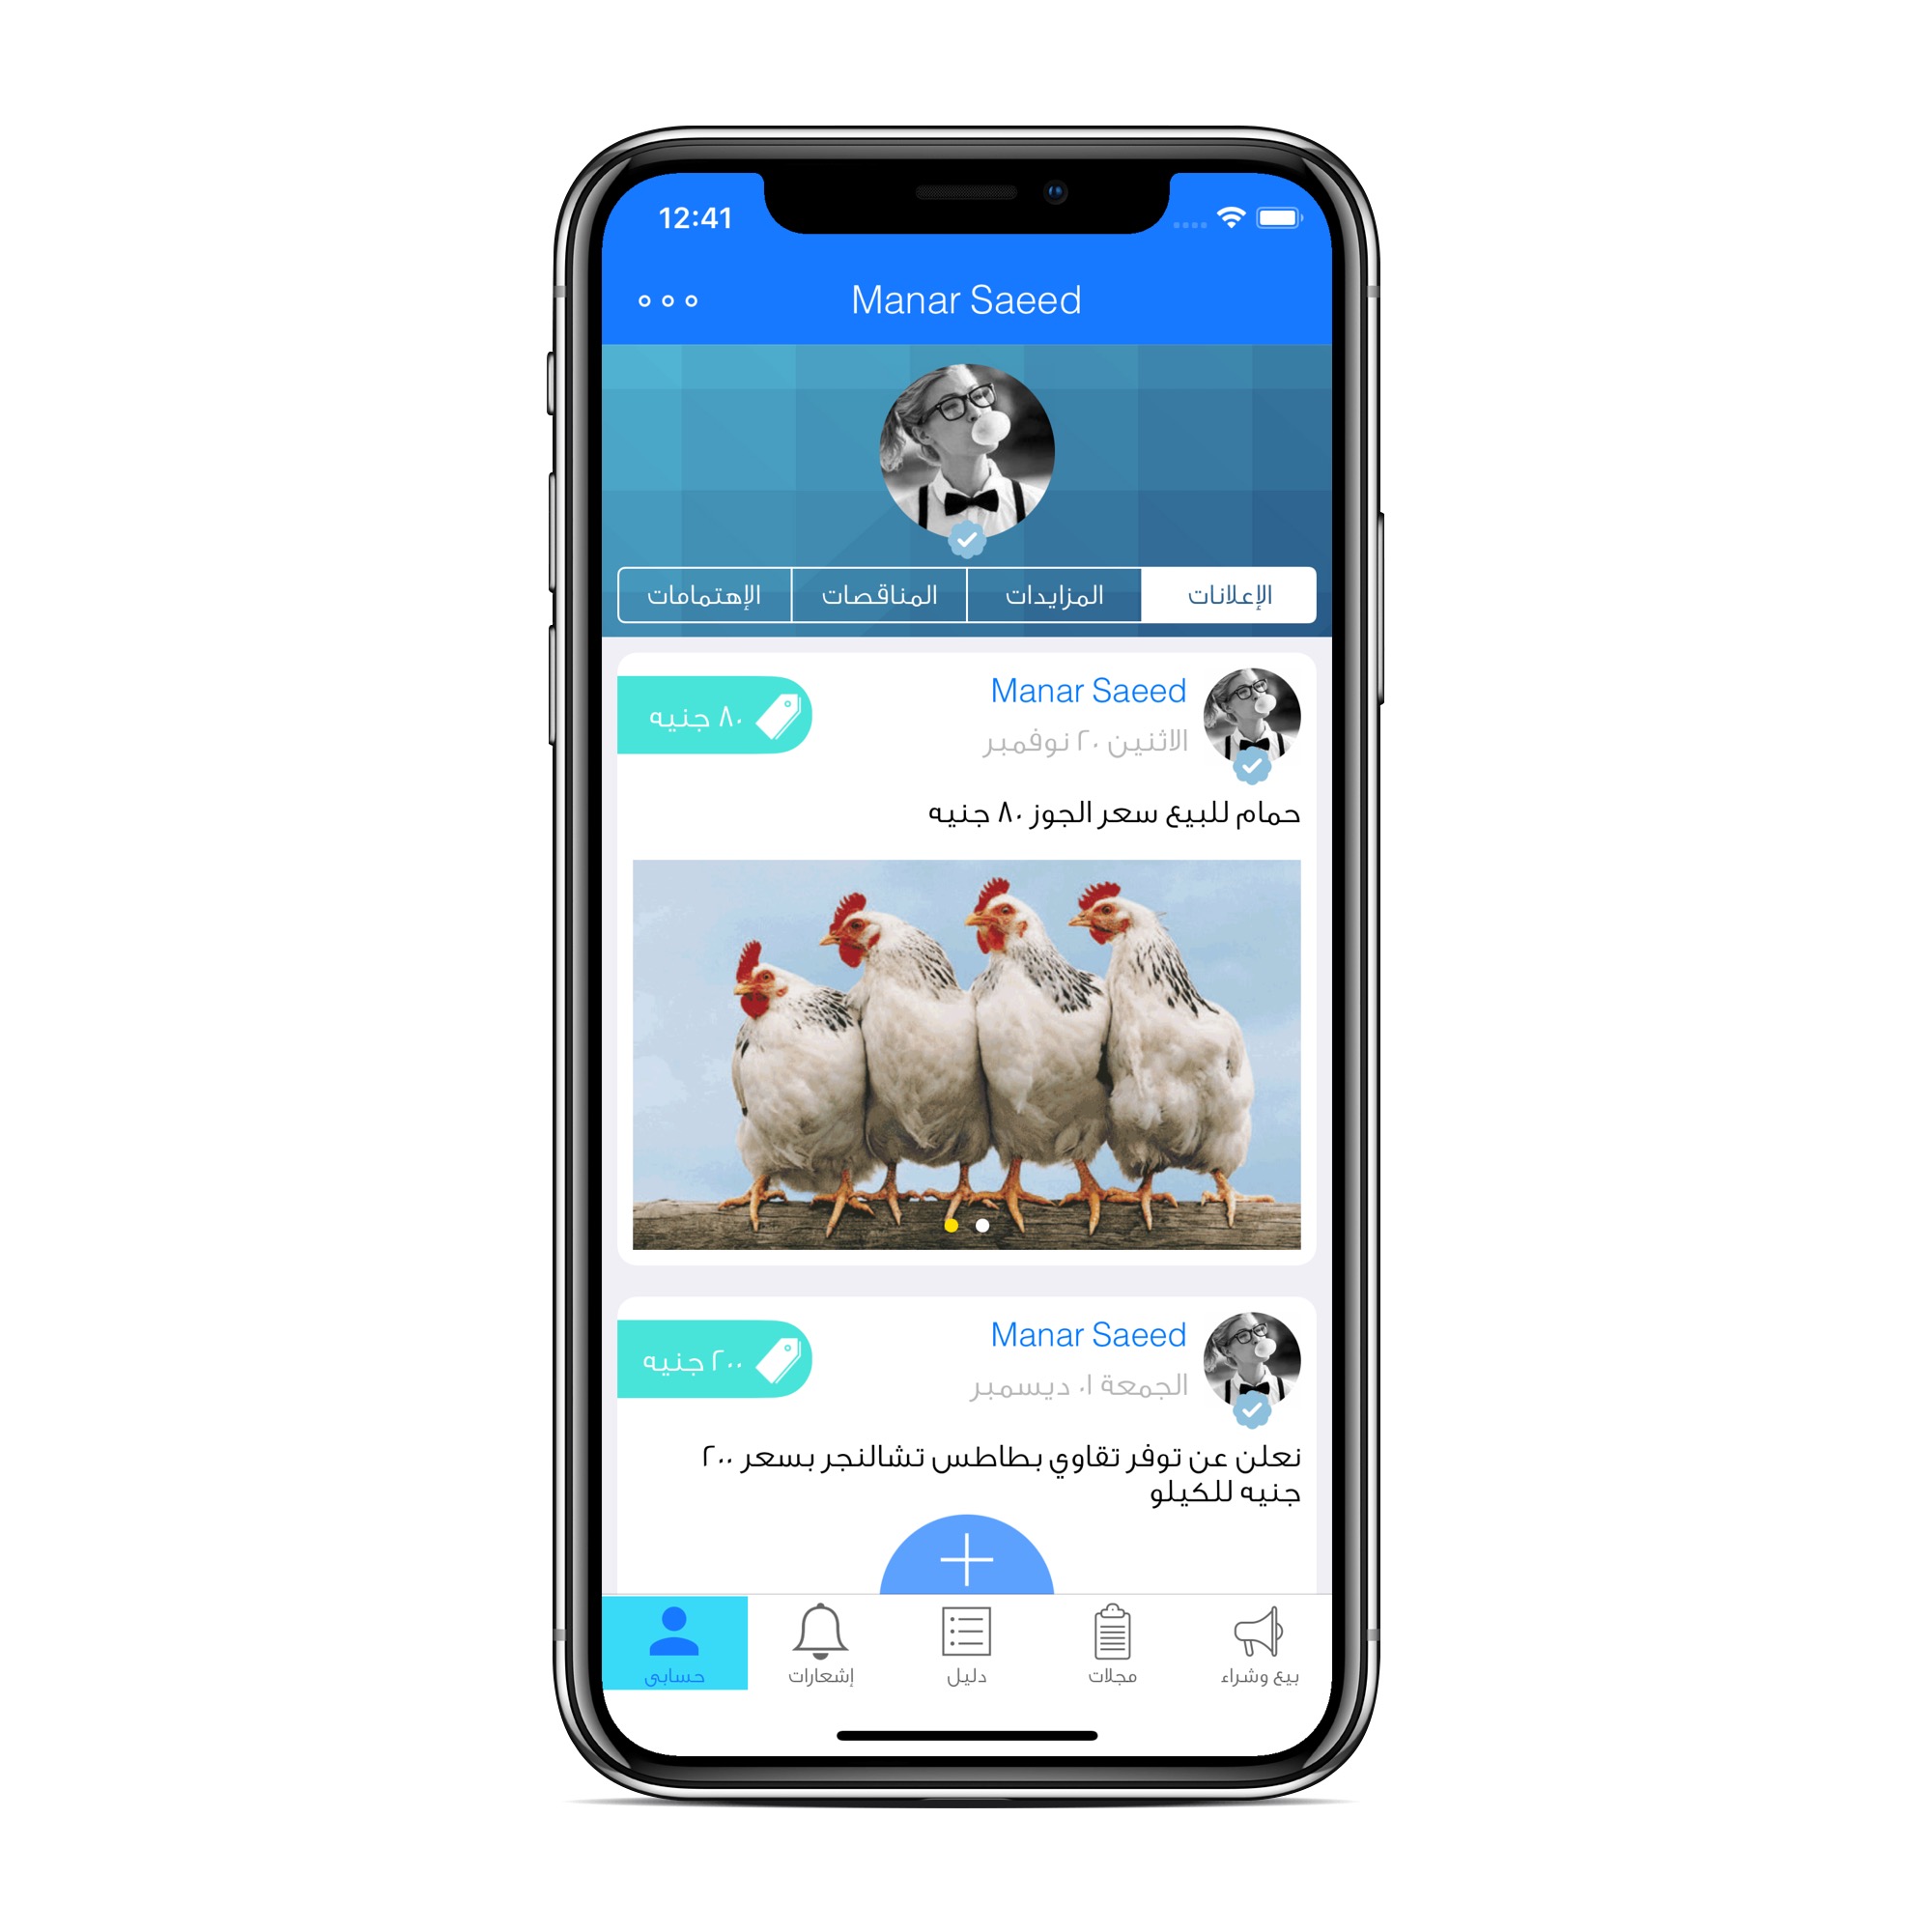 12:41
Manar Saeed
الإعلانات
المزايدات
المناقصات
الإهتمامات
Manar Saeed
٨٠ جنيه
الاثنين ٢٠ نوفمبر
حمام للبيع سعر الجوز ٨٠ جنيه
Manar Saeed
٢٠٠ جنيه
الجمعة ٠١ ديسمبر
نعلن عن توفر تقاوي بطاطس تشالنجر بسعر ٢٠٠
جنيه للكيلو
بيع وشراء
مجلات
دليل
إشعارات
حسابى